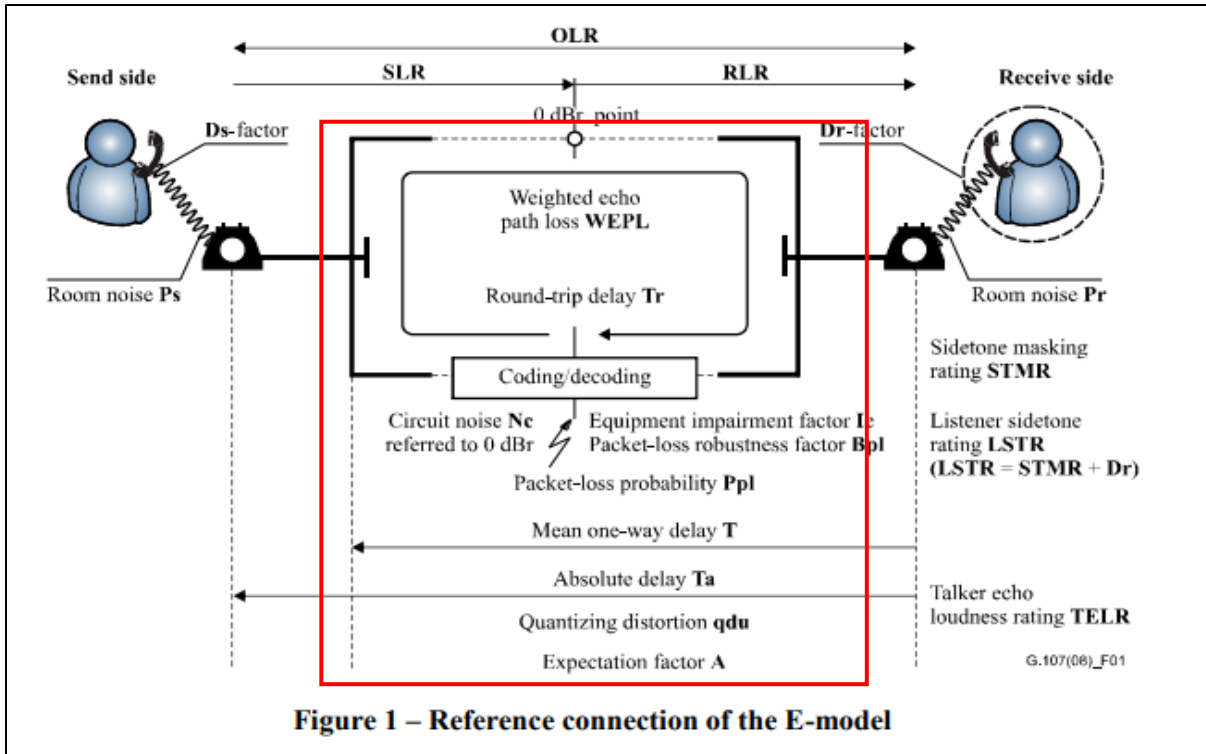 OLR
Send side
SLR
RLR
Receive side
0 dBr point
Ds-factor
Dr-factor
Weighted echo
path loss WEPL
Room noise Ps
Round-trip delay Tr
Room noise Pr
Sidetone masking
rating STMR
Coding/decoding
Circuit noise Nc
referred to 0 dBr
Equipment impairment factor Ie
Packet-loss robustness factor Bpl
Listener sidetone
rating LSTR
(LSTR = STMR + Dr)
Packet-loss probability Ppl
Mean one-way delay T
Absolute delay Ta
Talker echo
loudness rating TELR
Quantizing distortion qdu
Expectation factor A
G.107(08)_F01
Figure 1 – Reference connection of the E-model